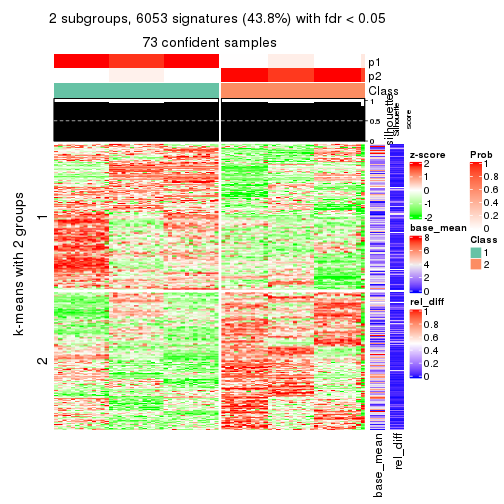 2 subgroups, 6053 signatures (43.8%) with fdr < 0.05
73 confident samples
p1
p2
Class
1
0.5
0
Silhouette
score
silhouette
k-means with 2 groups
1
2
base_mean
rel_diff
z-score
2
1
0
-1
-2
base_mean
8
6
4
2
0
rel_diff
1
0.8
0.6
0.4
0.2
0
Prob
1
0.8
0.6
0.4
0.2
0
Class
1
2